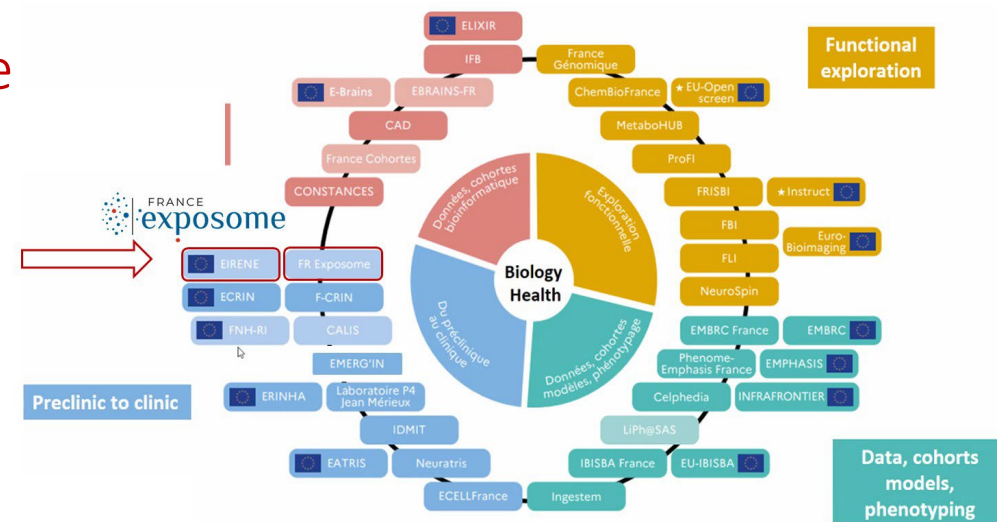 e
ELIXIR
IFB
France
Génomique
Functional
exploration
E-Brains
EBRAINS-FR
ChemBioFrance
★ EU-Open
screen
CAD
MetaboHUB
France Cohortes
ProFI
CONSTANCES
FRISBI
★ Instruct
FRANCE
exposome
FBI
Euro-
Bioimaging
EIRENE
FR Exposome
FLI
ECRIN
F-CRIN
NeuroSpin
FNH-RI
CALIS
EMBRC France
EMBRC
EMERG'IN
Phenome-
Emphasis France
EMPHASIS
Preclinic to clinic
ERINHA
Laboratoire P4
Jean Mérieux
Celphedia
INFRAFRONTIER
IDMIT
LiPh@SAS
EATRIS
Neuratris
IBISBA France
EU-IBISBA
ECELLFrance
Ingestem
Data, cohorts
models,
phenotyping
Données, cohortes
bioinformatique
Exploration
fonctionnelle
Biology
Health
Du préclinique
au clinique
Données, cohortes
modèles, phénotypage